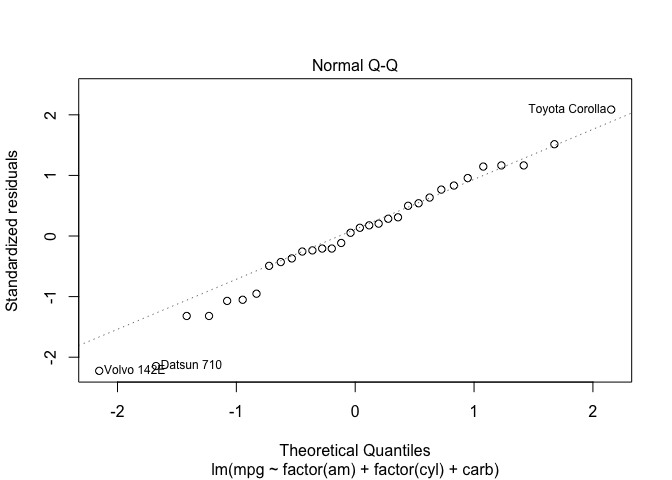 Normal Q-Q
Standardized residuals
2
1
0
-1
-2
Toyota Corolla
Volvo 142E
Datsun 710
-2
-1
0
1
2
Theoretical Quantiles
lm(mpg ~ factor(am) + factor(cyl) + carb)